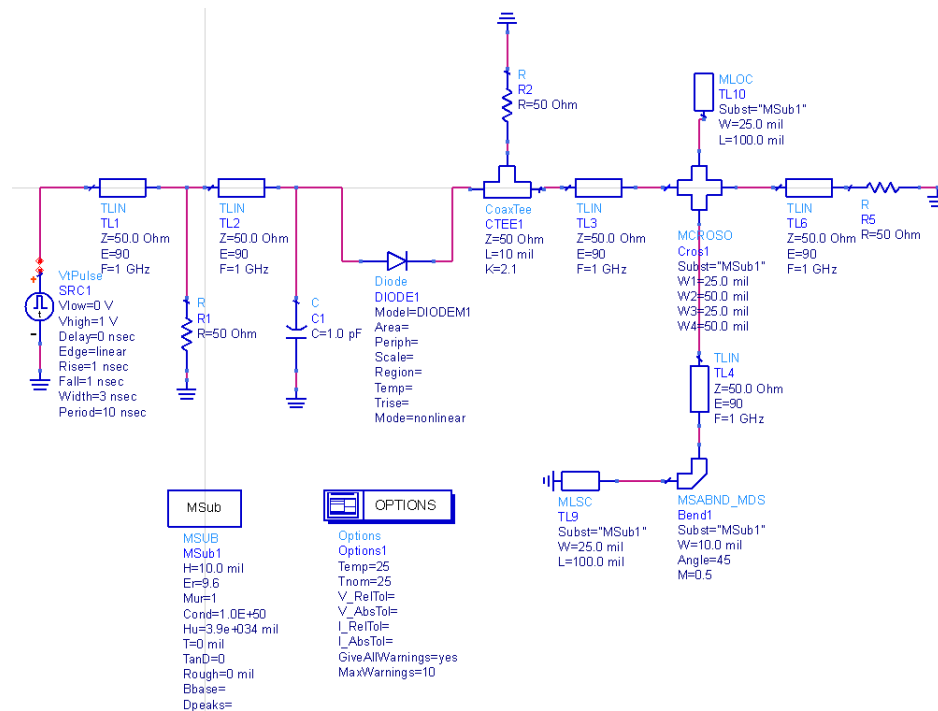 R
R2
R=50 Ohm
MLOC
TL10
Subst="MSub1"
W=25.0 mil
L=100.0 mil
TLIN
TL1
Z=50.0 Ohm
E=90
F=1 GHz
TLIN
TL2
Z=50.0 Ohm
E=90
F=1 GHz
CoaxTee
CTEE1
Z=50 Ohm
L=10 mil
K=2.1
TLIN
TL3
Z=50.0 Ohm
E=90
F=1 GHz
MCROSO
Cros1
Subst="MSub1"
W1=25.0 mil
W2=50.0 mil
W3=25.0 mil
W4=50.0 mil
TLIN
TL6
Z=50.0 Ohm
E=90
F=1 GHz
R
R5
R=50 Ohm
+
t
-
VtPulse
SRC1
Vlow=0 V
Vhigh=1 V
Delay=0 nsec
Edge=linear
Rise=1 nsec
Fall=1 nsec
Width=3 nsec
Period=10 nsec
R
R1
R=50 Ohm
C
C1
C=1.0 pF
Diode
DIODE1
Model=DIODEM1
Area=
Periph=
Scale=
Region=
Temp=
Trise=
Mode=nonlinear
TLIN
TL4
Z=50.0 Ohm
E=90
F=1 GHz
MLSC
TL9
Subst="MSub1"
W=25.0 mil
L=100.0 mil
MSABND_MDS
Bend1
Subst="MSub1"
W=10.0 mil
Angle=45
M=0.5
MSub
MSUB
MSub1
H=10.0 mil
Er=9.6
Mur=1
Cond=1.0E+50
Hu=3.9e+034 mil
T=0 mil
TanD=0
Rough=0 mil
Bbase=
Dpeaks=
OPTIONS
Options
Options1
Temp=25
Tnom=25
V_RelTol=
V_AbsTol=
I_RelTol=
I_AbsTol=
GiveAllWarnings=yes
MaxWarnings=10